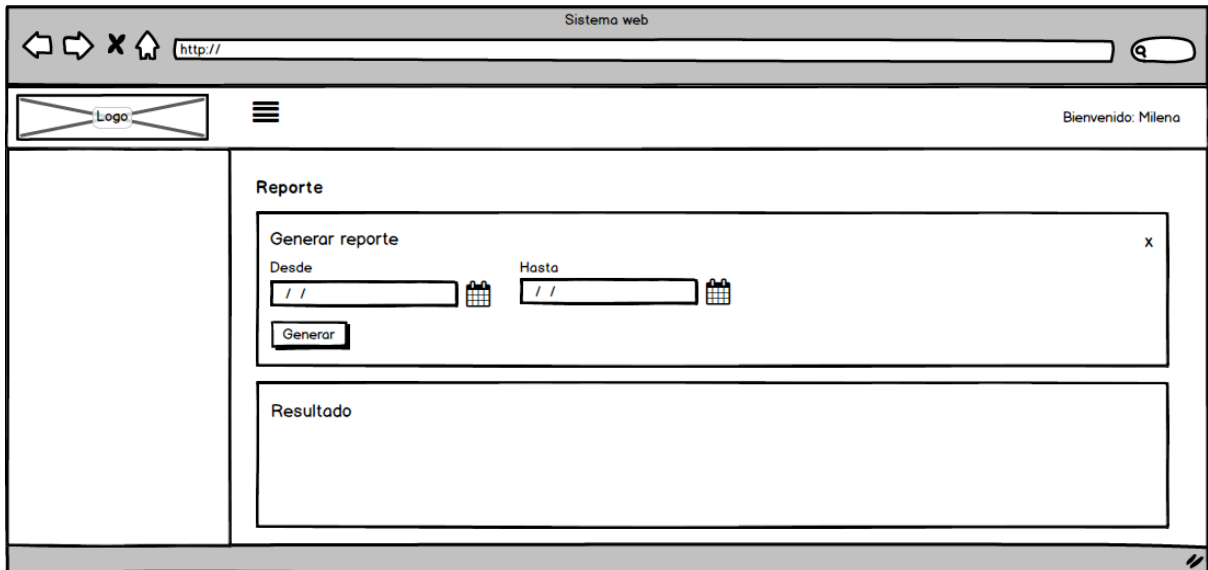 Sistema web
http://
Logo
Bienvenido: Milena
Reporte
Generar reporte
x
Desde
Hasta
/ /
/ /
Generar
Resultado